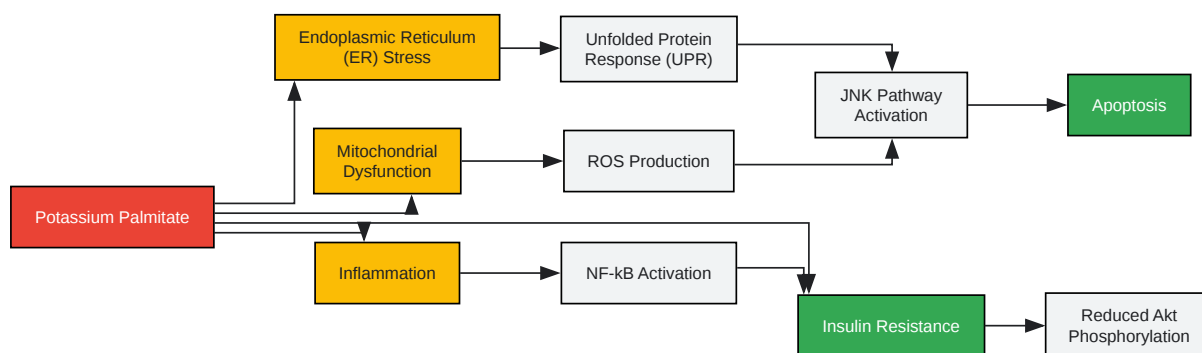 Endoplasmic Reticulum
(ER) Stress
Unfolded Protein
Response (UPR)
JNK Pathway
Activation
Apoptosis
Mitochondrial
Dysfunction
ROS Production
Potassium Palmitate
Inflammation
NF-kB Activation
Insulin Resistance
Reduced Akt
Phosphorylation